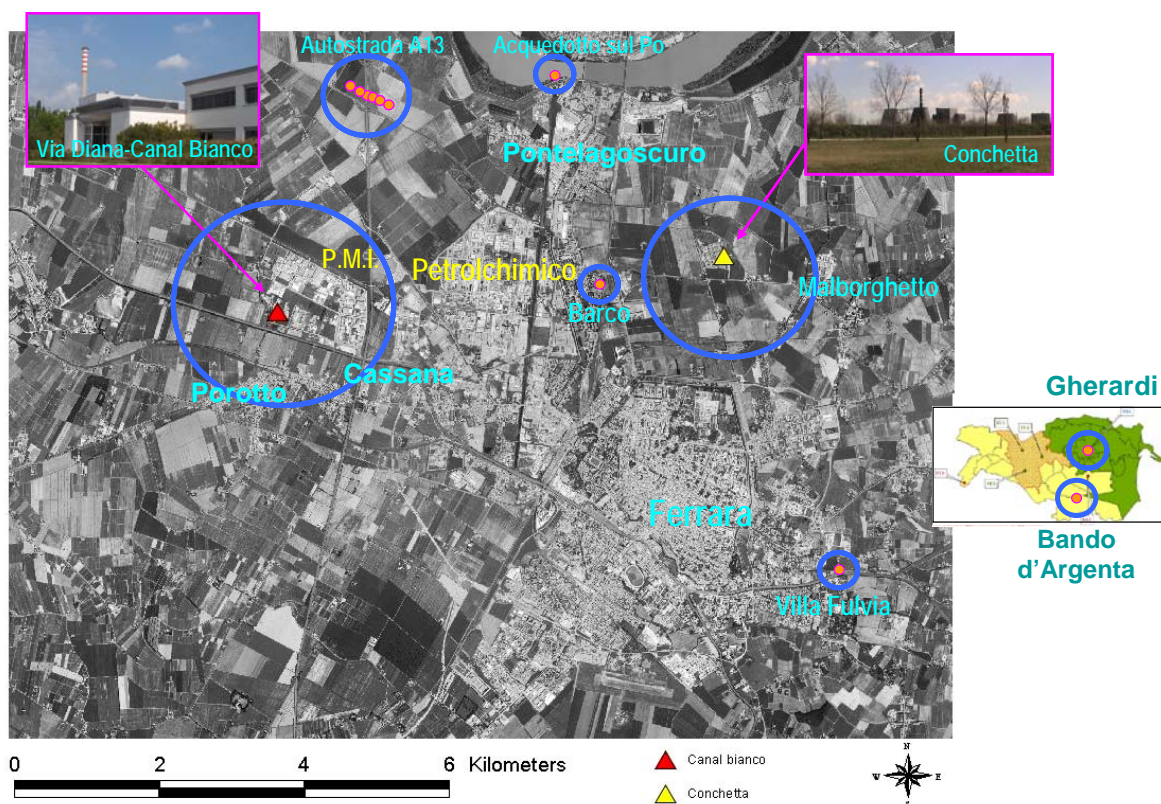 Autostrada A13
Acquedotto sul Po
Via Diana-Canal Bianco
Conchetta
Pontelagoscuro
P.M.I.
Petrolchimico
Malborghetto
Barco
Cassana
Porotto
Gherardi
Ferrara
Bando
d'Argenta
Villa Fulvia
0 2 4 6 Kilometers
Canal bianco
Conchetta
N
W E